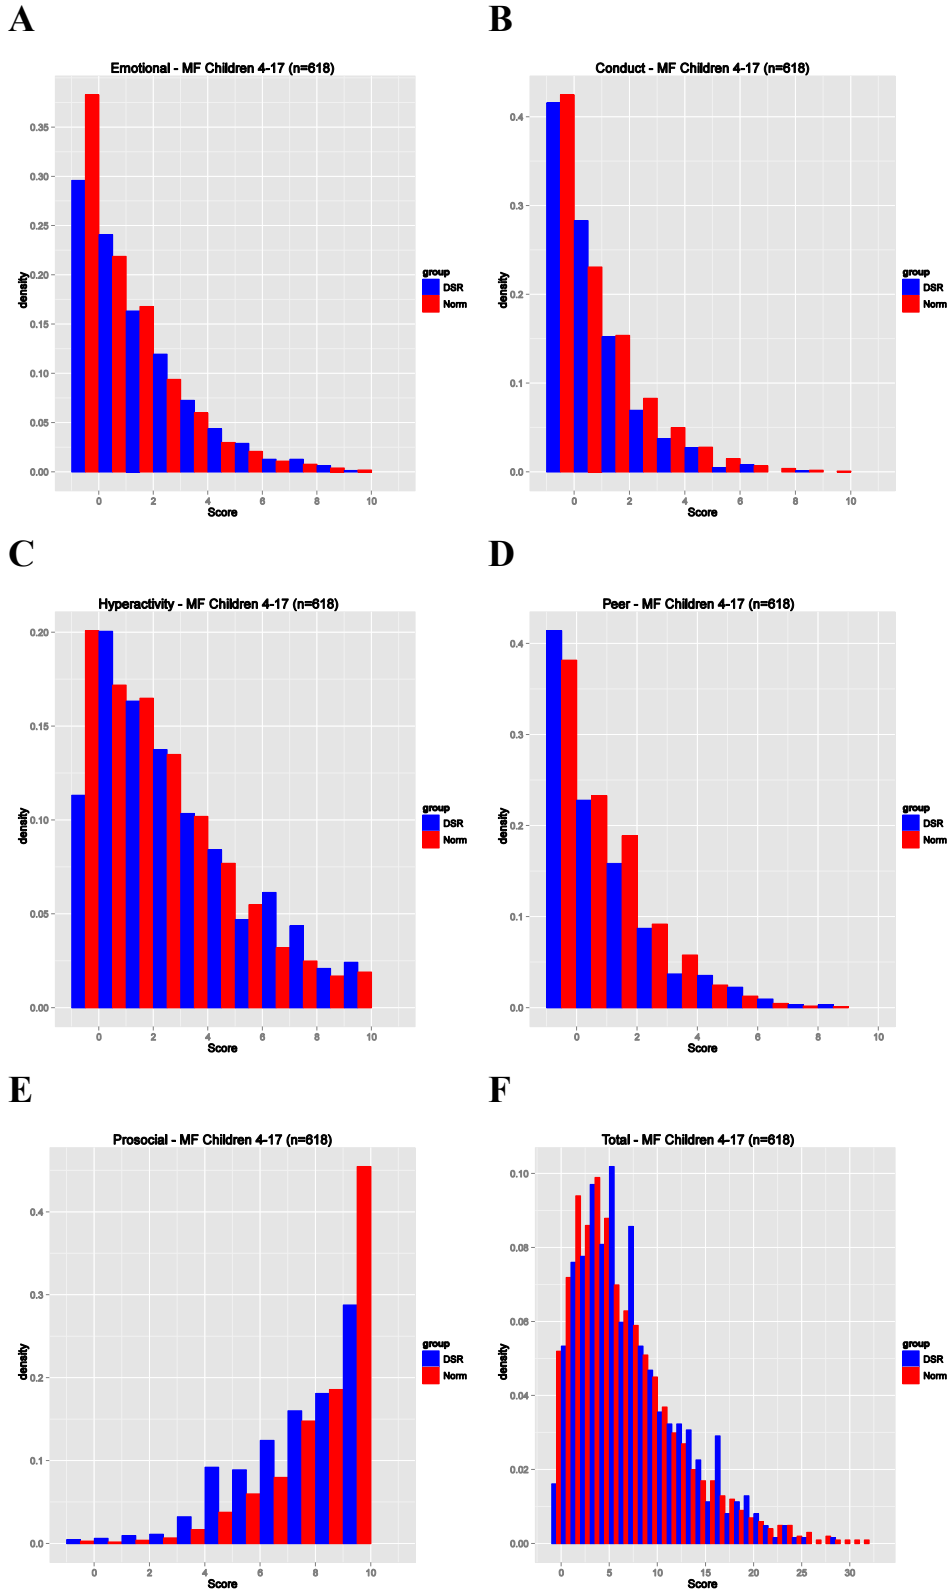 A
Emotional - MF Children 4-17 (n=618)
density
0.35
0.30
0.25
0.20
0.15
0.10
0.05
0.00
0 2 4 6 8 10
Score
group
DSR
Norm
B
Conduct - MF Children 4-17 (n=618)
density
0.4
0.3
0.2
0.1
0.0
0 2 4 6 8 10
Score
group
DSR
Norm
C
Hyperactivity - MF Children 4-17 (n=618)
density
0.20
0.15
0.10
0.05
0.00
0 2 4 6 8 10
Score
group
DSR
Norm
D
Peer - MF Children 4-17 (n=618)
density
0.4
0.3
0.2
0.1
0.0
0 2 4 6 8 10
Score
group
DSR
Norm
E
Prosocial - MF Children 4-17 (n=618)
density
0.4
0.3
0.2
0.1
0.0
0 2 4 6 8 10
Score
group
DSR
Norm
F
Total - MF Children 4-17 (n=618)
density
0.10
0.08
0.06
0.04
0.02
0.00
0 5 10 15 20 25 30
Score
group
DSR
Norm